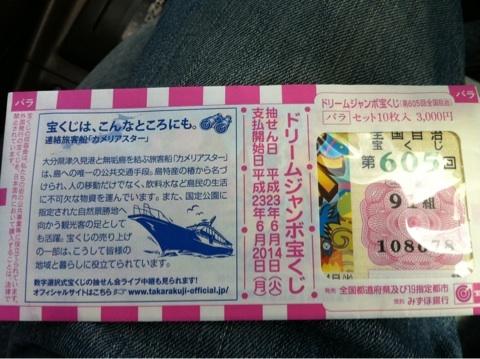 バラ
ドリームジャンボ宝くじ(第605回全国自治)
バラ セット10枚入 3,000円
全国自治
第605回
91組
108678
ドリームジャンボ宝くじ
抽せん日 平成23年6月14日(火)
支払開始日 平成23年6月20日(月)
宝くじは、こんなところにも。
連絡旅客船「カメリアスター」
大分県津久見港と無垢島を結ぶ旅客船「カメリアスター」
は、島への唯一の公共交通手段。島特産の椿から名づ
けられ、人の移動だけでなく、飲料水など島民の生活
に不可欠な物資を運んでいます。また、国定公園に
指定された自然景勝地へ
向かう観光客の足として
も活躍。宝くじの売り上げ
の一部は、こうして皆様の
地域と暮らしに役立てられています。
数字選択式宝くじの抽せん会ライブ中継も見られます!
オフィシャルサイトはこちら☞www.takarakuji-official.jp/
発売 全国都道府県及び19指定都市
受託 みずほ銀行
バラ